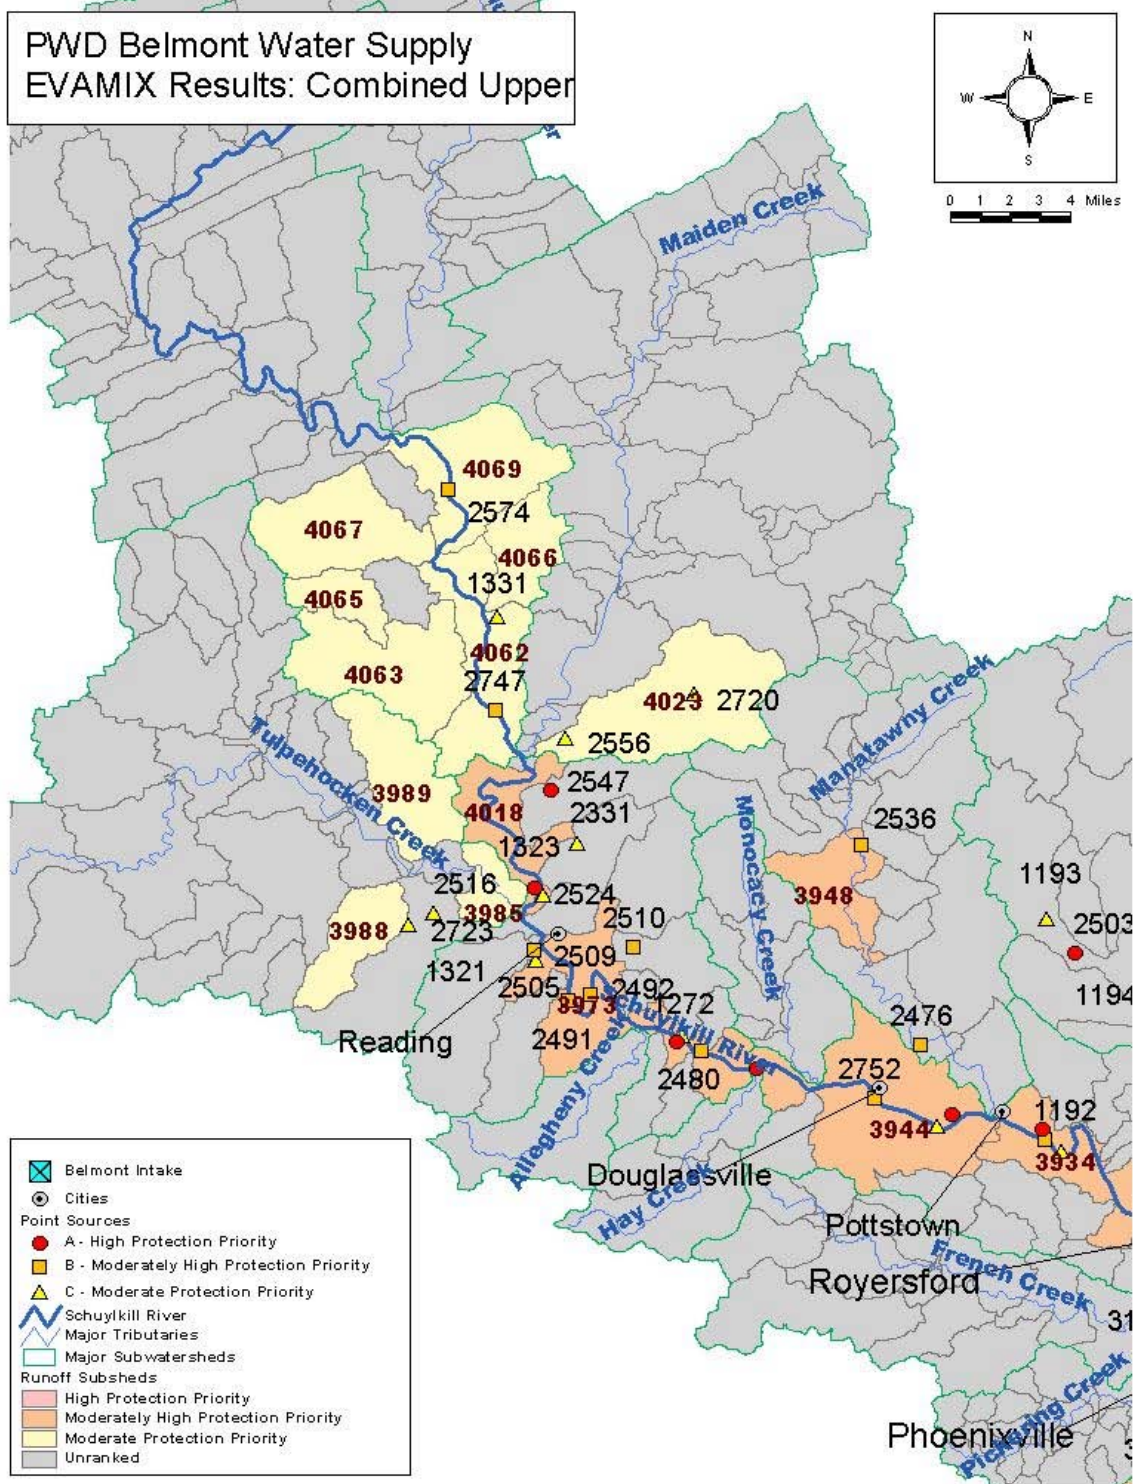 PWD Belmont Water Supply
EVAMIX Results: Combined Upper
N
W
E
S
0 1 2 3 4 Miles
Maiden Creek
4069
2574
4067
4066
1331
4065
4062
4063
2747
4023
2720
2556
Tulpehocken Creek
Manatawny Creek
3989
2547
4018
2331
Monocacy Creek
2536
1323
1193
2516
2524
3948
3985
2510
2503
3988
2723
2509
1321
2505
2492
1194
3973
1272
Schuylkill River
2476
Reading
2491
2480
2752
Allegheny Creek
1192
3944
3934
Douglassville
Hay Creek
Pottstown
French Creek
Royersford
31
Pickering Creek
Phoenixville
Belmont Intake
Cities
Point Sources
A - High Protection Priority
B - Moderately High Protection Priority
C - Moderate Protection Priority
Schuylkill River
Major Tributaries
Major Subwatersheds
Runoff Subsheds
High Protection Priority
Moderately High Protection Priority
Moderate Protection Priority
Unranked